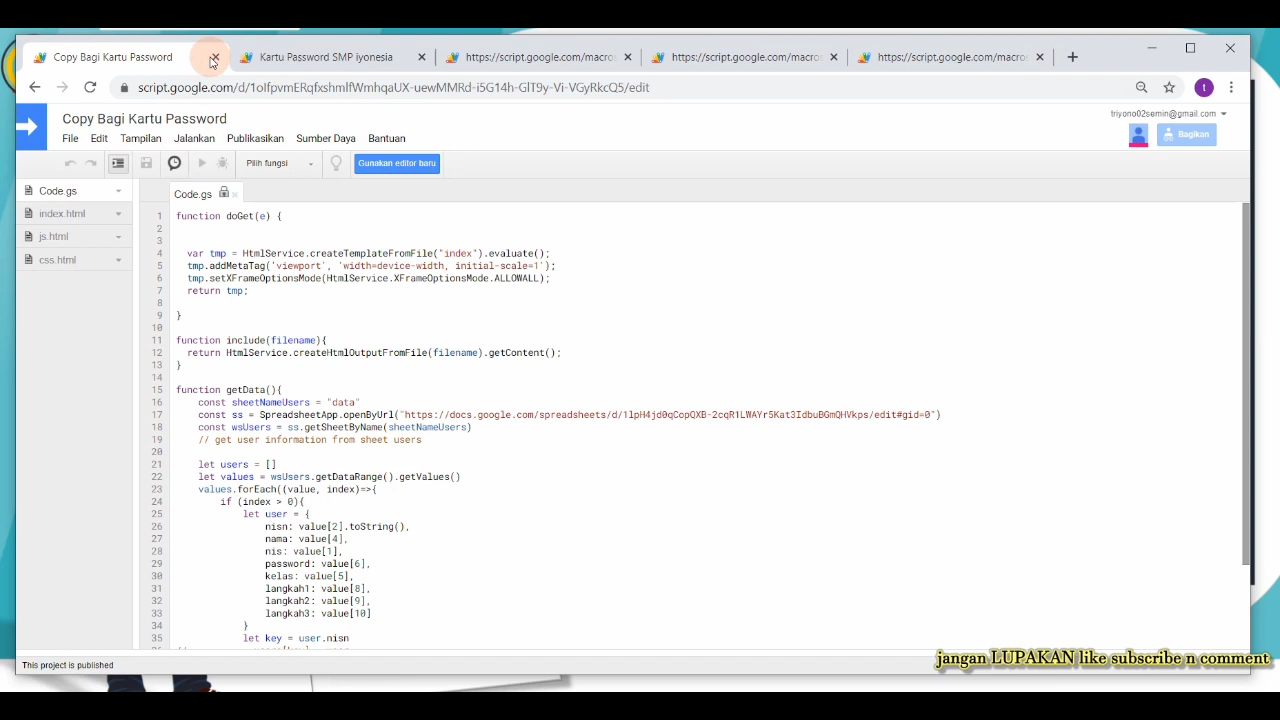 Copy Bagi Kartu Password
Kartu Password SMP iyonesia
https://script.google.com/macros
https://script.google.com/macros
https://script.google.com/macros
script.google.com/d/1olfpvmERqfxshmlfWmhqaUX-uewMMRd-i5G14h-GlT9y-Vi-VGyRkcQ5/edit
t
Copy Bagi Kartu Password
triyono02semin@gmail.com
File Edit Tampilan Jalankan Publikasikan Sumber Daya Bantuan
Bagikan
Pilih fungsi
Gunakan editor baru
Code.gs
index.html
js.html
css.html
Code.gs
1 function doGet(e) {
2
3
4 var tmp = HtmlService.createTemplateFromFile("index").evaluate();
5 tmp.addMetaTag('viewport', 'width=device-width, initial-scale=1');
6 tmp.setXFrameOptionsMode(HtmlService.XFrameOptionsMode.ALLOWALL);
7 return tmp;
8
9 }
10
11 function include(filename){
12 return HtmlService.createHtmlOutputFromFile(filename).getContent();
13 }
14
15 function getData(){
16 const sheetNameUsers = "data"
17 const ss = SpreadsheetApp.openByUrl("https://docs.google.com/spreadsheets/d/1lpH4jd0qCopQXB-2cqR1LWAYr5Kat3IdbuBGmQHVkps/edit#gid=0")
18 const wsUsers = ss.getSheetByName(sheetNameUsers)
19 // get user information from sheet users
20
21 let users = []
22 let values = wsUsers.getDataRange().getValues()
23 values.forEach((value, index)=>{
24 if (index > 0){
25 let user = {
26 nisn: value[2].toString(),
27 nama: value[4],
28 nis: value[1],
29 password: value[6],
30 kelas: value[5],
31 langkah1: value[8],
32 langkah2: value[9],
33 langkah3: value[10]
34 }
35 let key = user.nisn
This project is published
jangan LUPAKAN like subscribe n comment